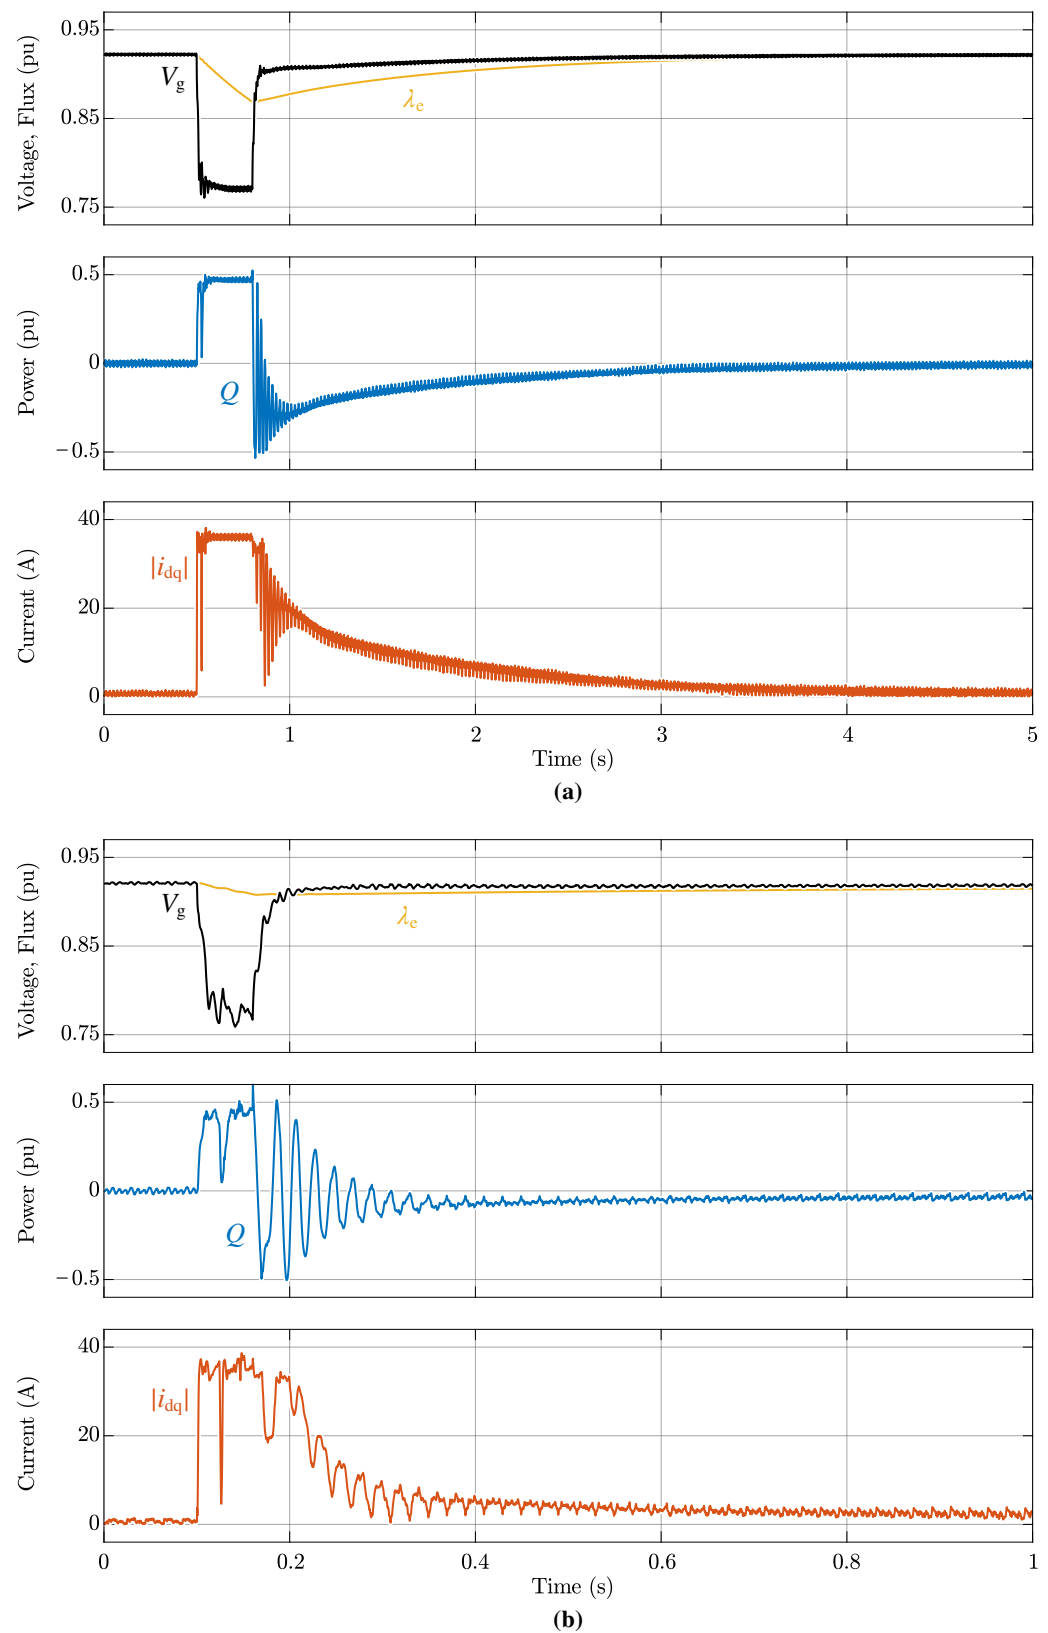 Voltage, Flux (pu)
0.95
0.85
0.75
Vg
λe
Power (pu)
0.5
0
−0.5
Q
Current (A)
40
20
0
|idq|
0 1 2 3 4 5
Time (s)
(a)
Voltage, Flux (pu)
0.95
0.85
0.75
Vg
λe
Power (pu)
0.5
0
−0.5
Q
Current (A)
40
20
0
|idq|
0 0.2 0.4 0.6 0.8 1
Time (s)
(b)